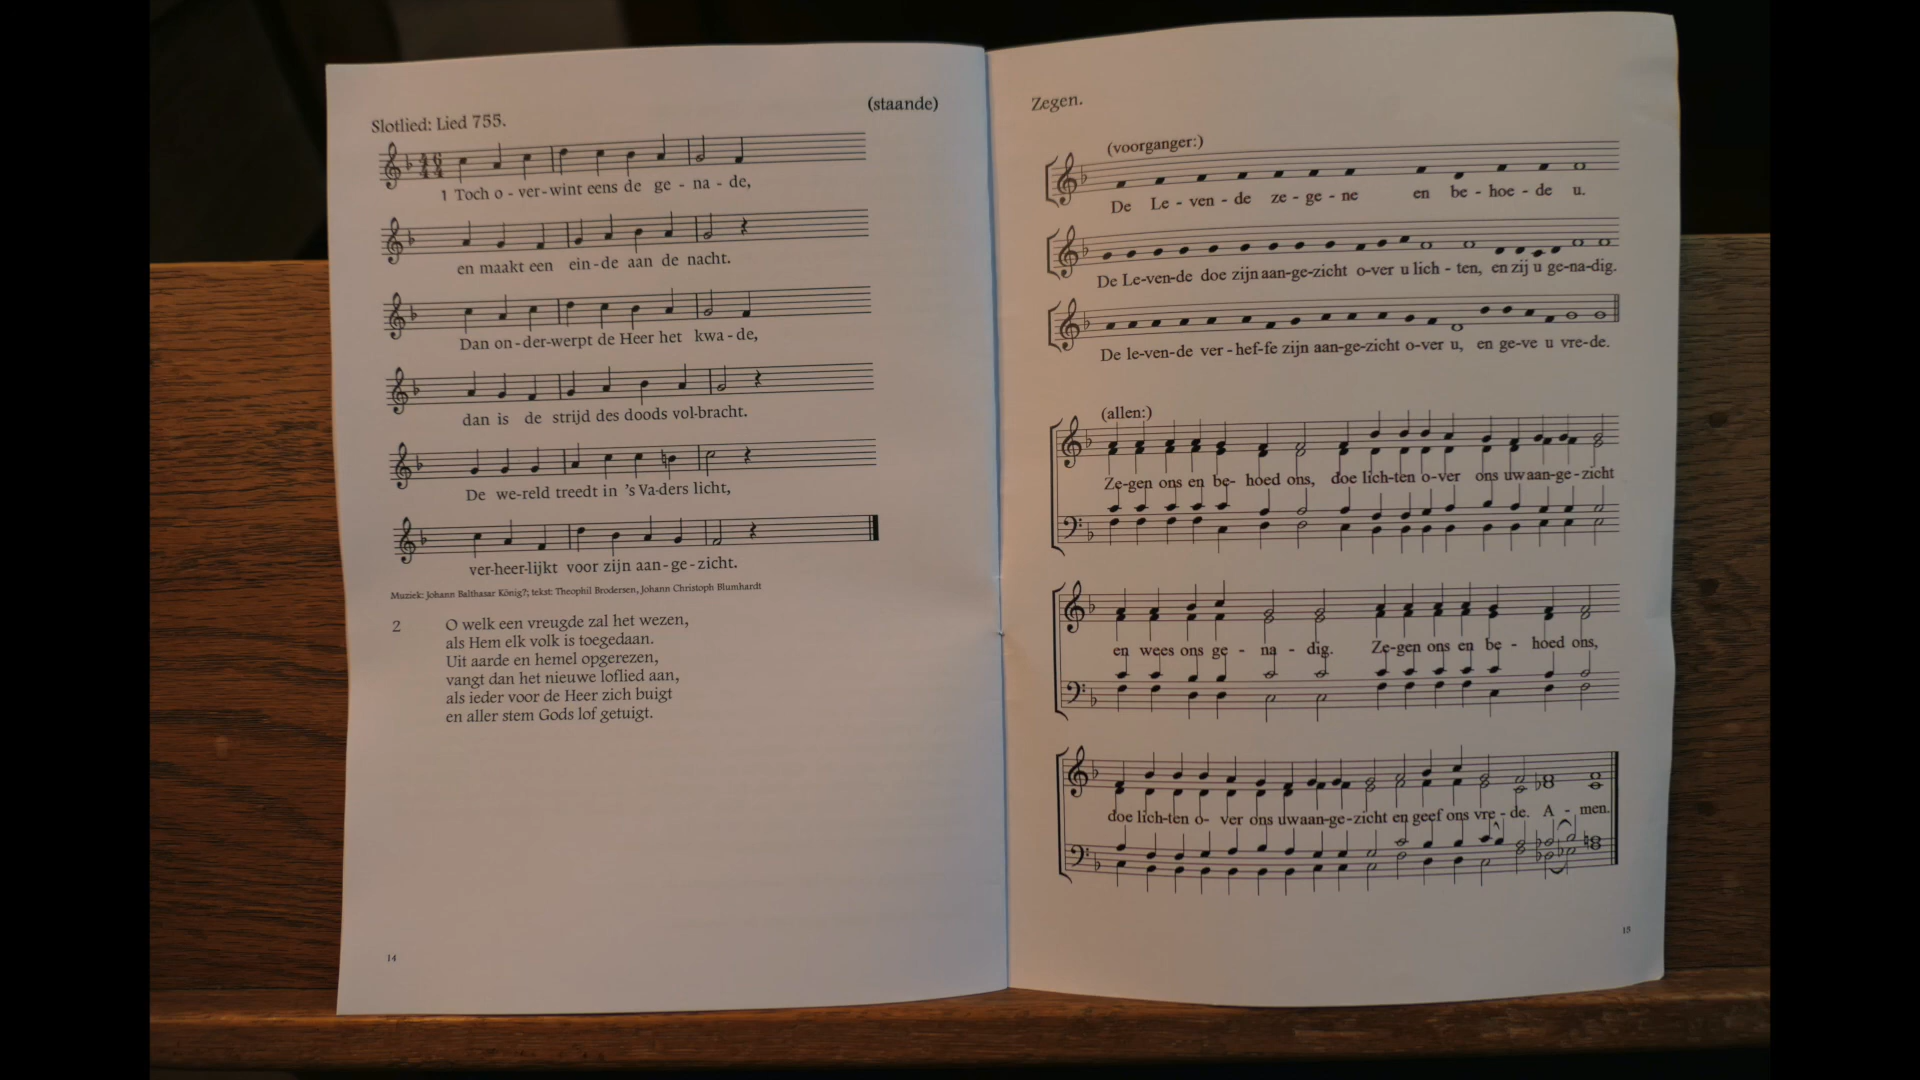 (staande)
Slotlied: Lied 755.
1 Toch o - ver-wint eens de ge - na - de,
en maakt een ein-de aan de nacht.
Dan on-der-werpt de Heer het kwa-de,
dan is de strijd des doods vol-bracht.
De we-reld treedt in 's Va-ders licht,
ver-heer-lijkt voor zijn aan-ge-zicht.
Muziek: Johann Balthasar König?; tekst: Theophil Brodersen, Johann Christoph Blumhardt
2 O welk een vreugde zal het wezen,
als Hem elk volk is toegedaan.
Uit aarde en hemel opgerezen,
vangt dan het nieuwe loflied aan,
als ieder voor de Heer zich buigt
en aller stem Gods lof getuigt.
14
Zegen.
(voorganger:)
De Le - ven - de ze - ge - ne en be - hoe - de u.
De Le-ven-de doe zijn aan-ge-zicht o-ver u lich - ten, en zij u ge-na-dig.
De le-ven-de ver-hef-fe zijn aan-ge-zicht o-ver u, en ge-ve u vre-de.
(allen:)
Ze-gen ons en be- hoed ons, doe lich-ten o-ver ons uw aan-ge-zicht
en wees ons ge - na - dig. Ze-gen ons en be - hoed ons,
doe lich-ten o- ver ons uw aan-ge-zicht en geef ons vre - de. A - men.
15